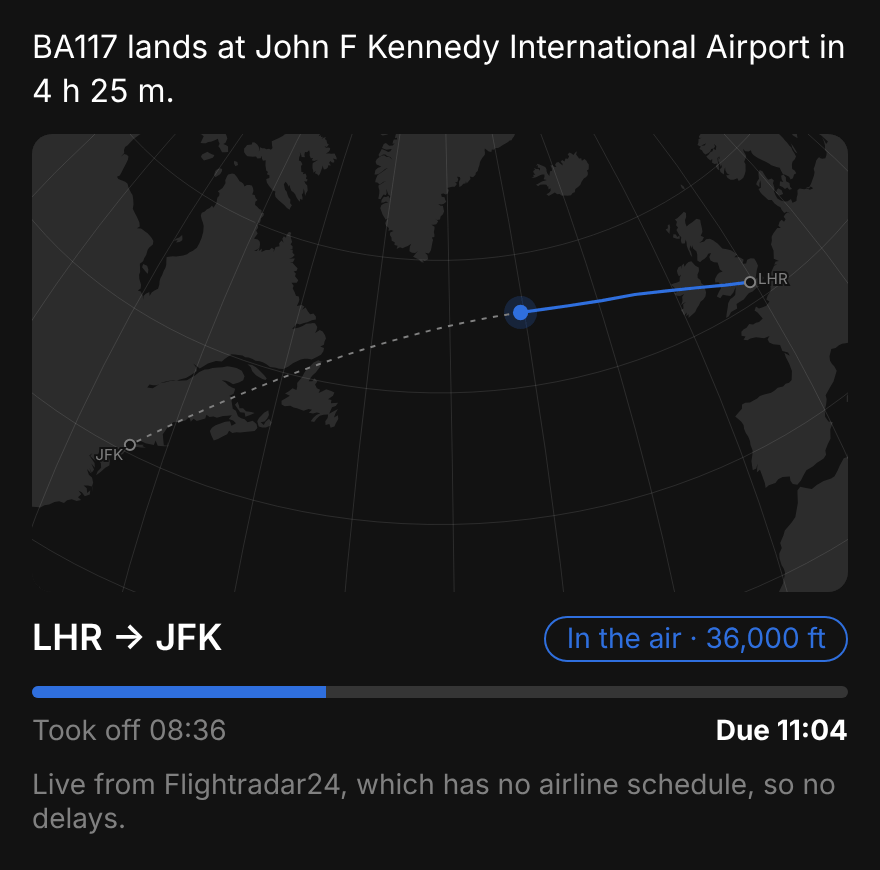 BA117 lands at John F Kennedy International Airport in
4 h 25 m.
LHR
JFK
LHR → JFK
In the air · 36,000 ft
Took off 08:36
Due 11:04
Live from Flightradar24, which has no airline schedule, so no
delays.